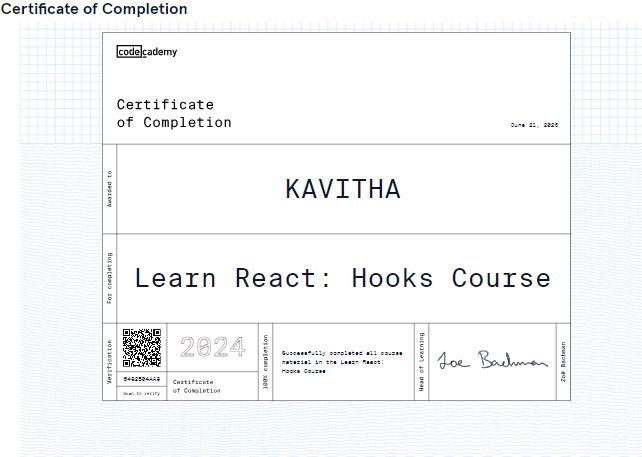 Certificate of Completion
codecademy
Certificate
of Completion
June 21, 2025
Awarded to
KAVITHA
For completing
Learn React: Hooks Course
Verification
Scan to verify
2024
Certificate
of Completion
100% completion
Successfully completed all course
material in the Learn React:
Hooks Course
Head of Learning
Zoe Bachman
Zoë Bachman